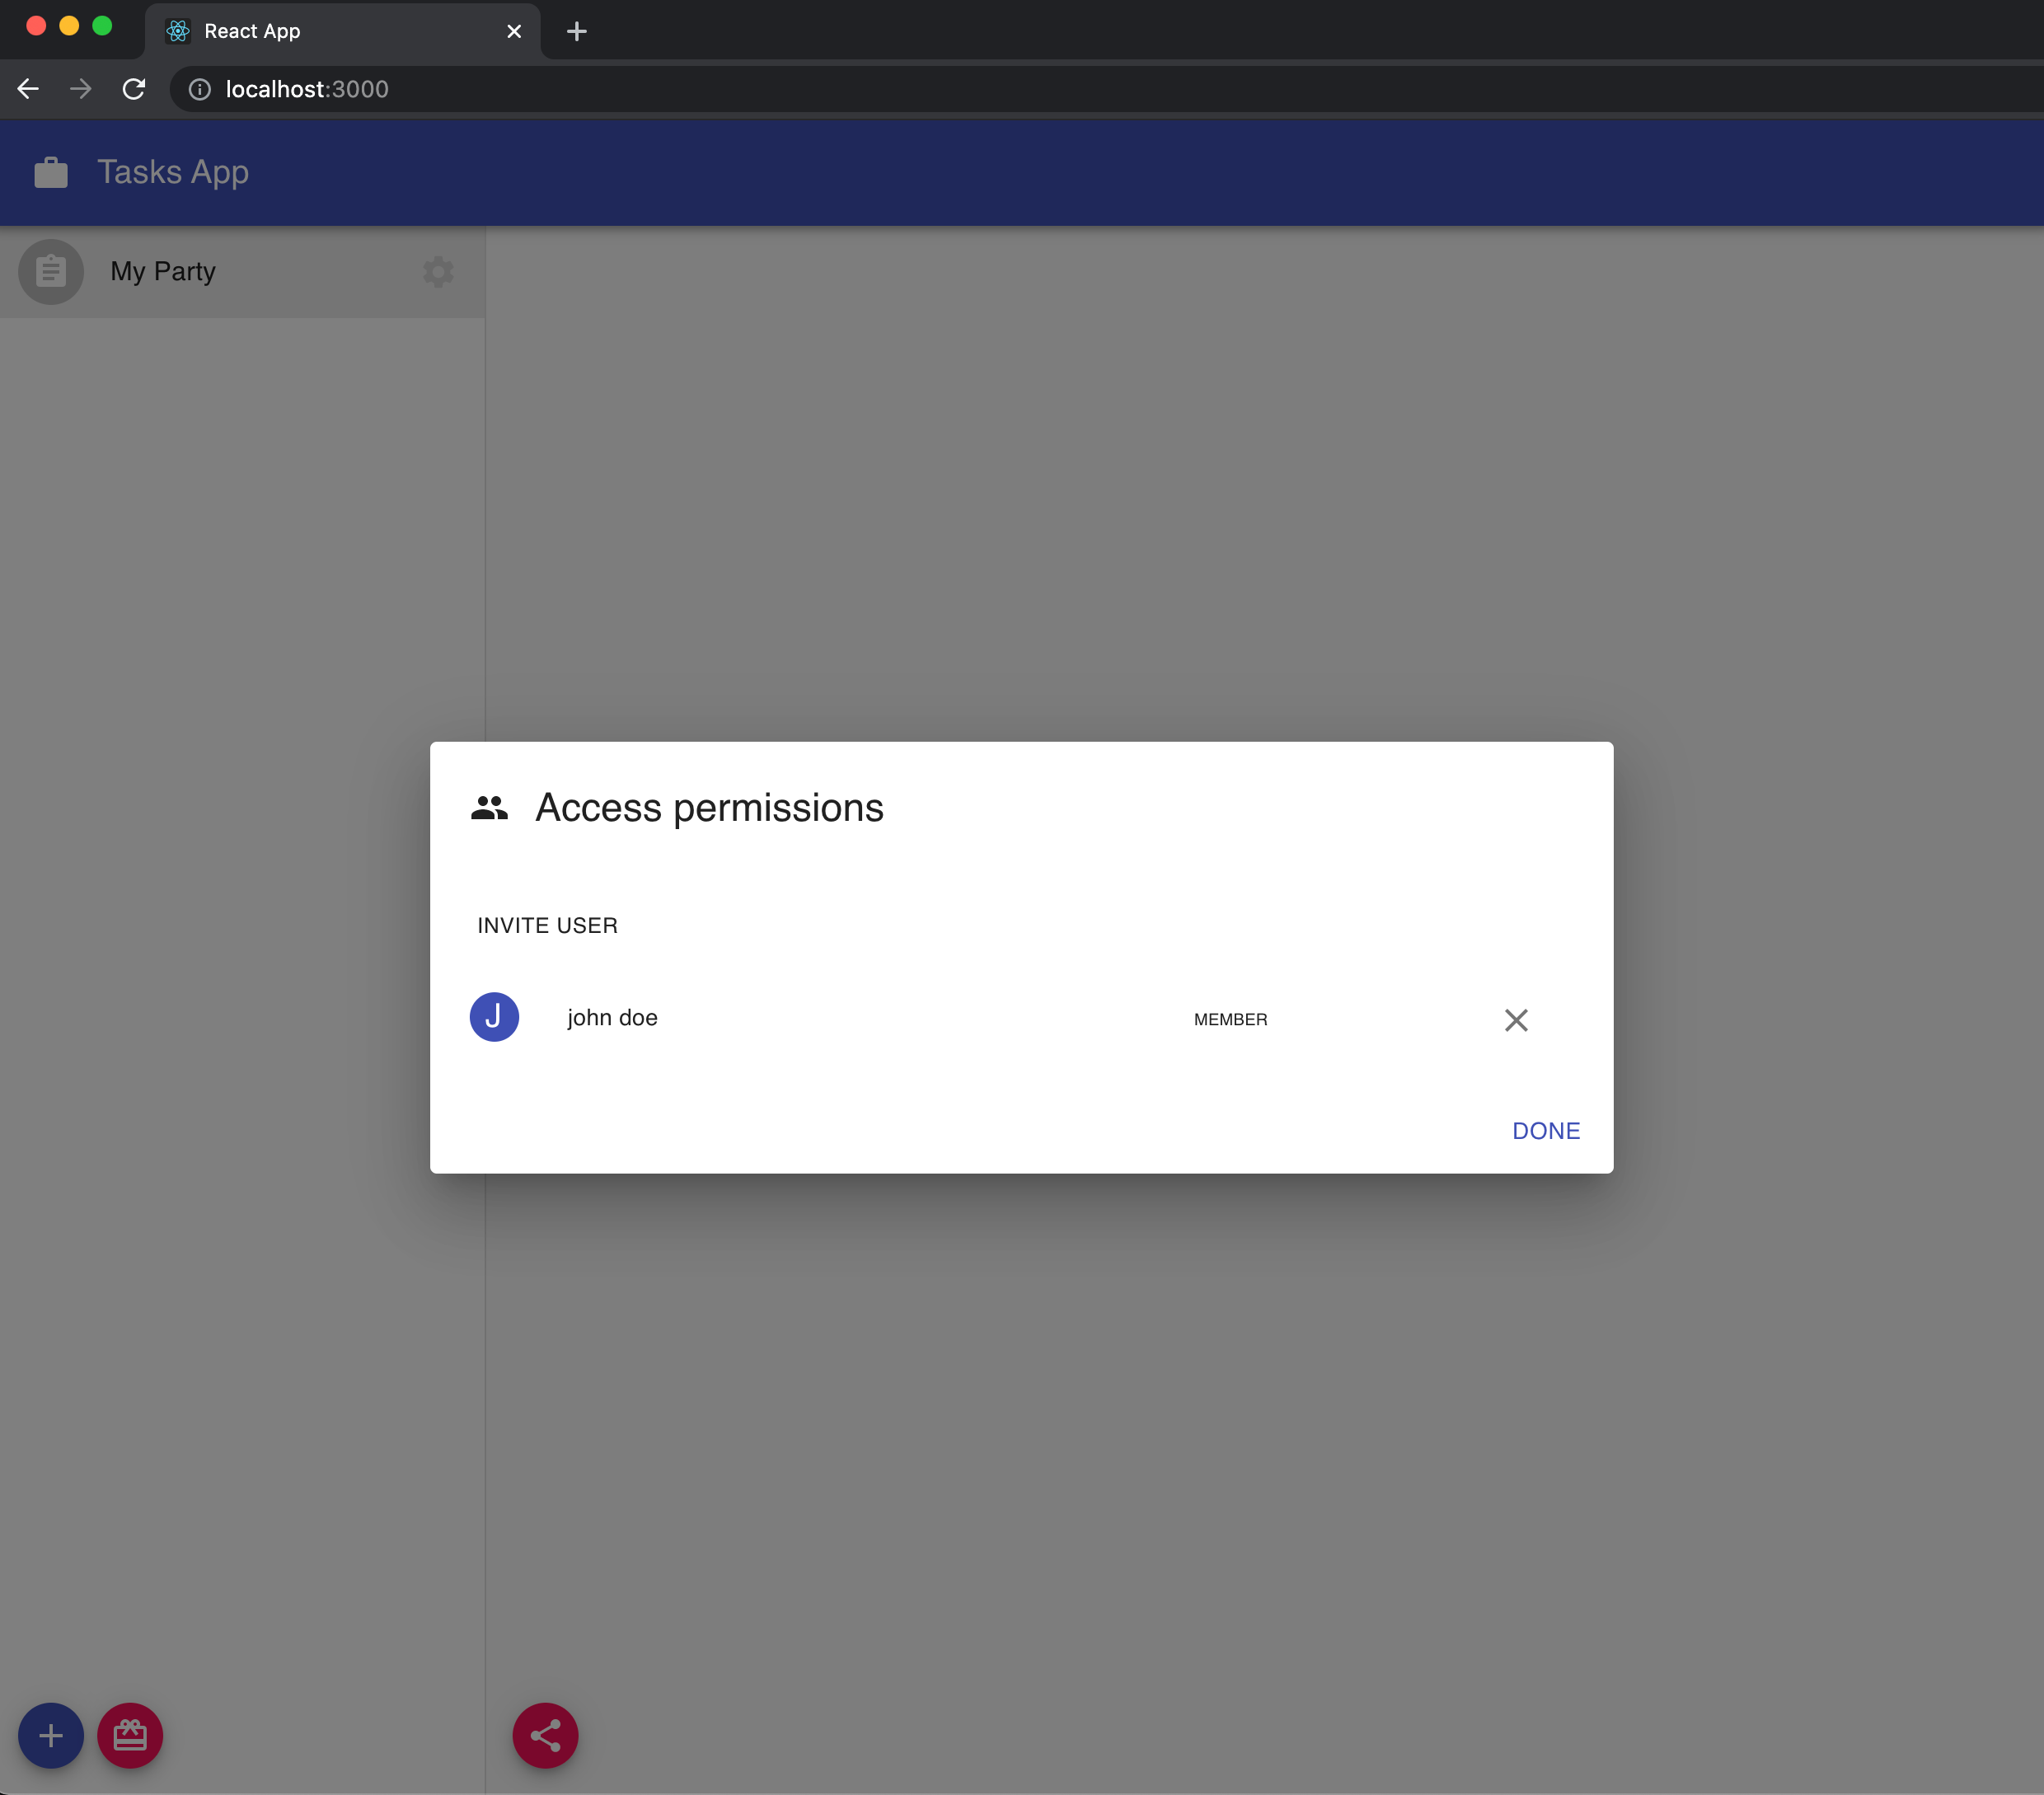 React App
localhost:3000
Tasks App
My Party
Access permissions
INVITE USER
J john doe MEMBER
DONE